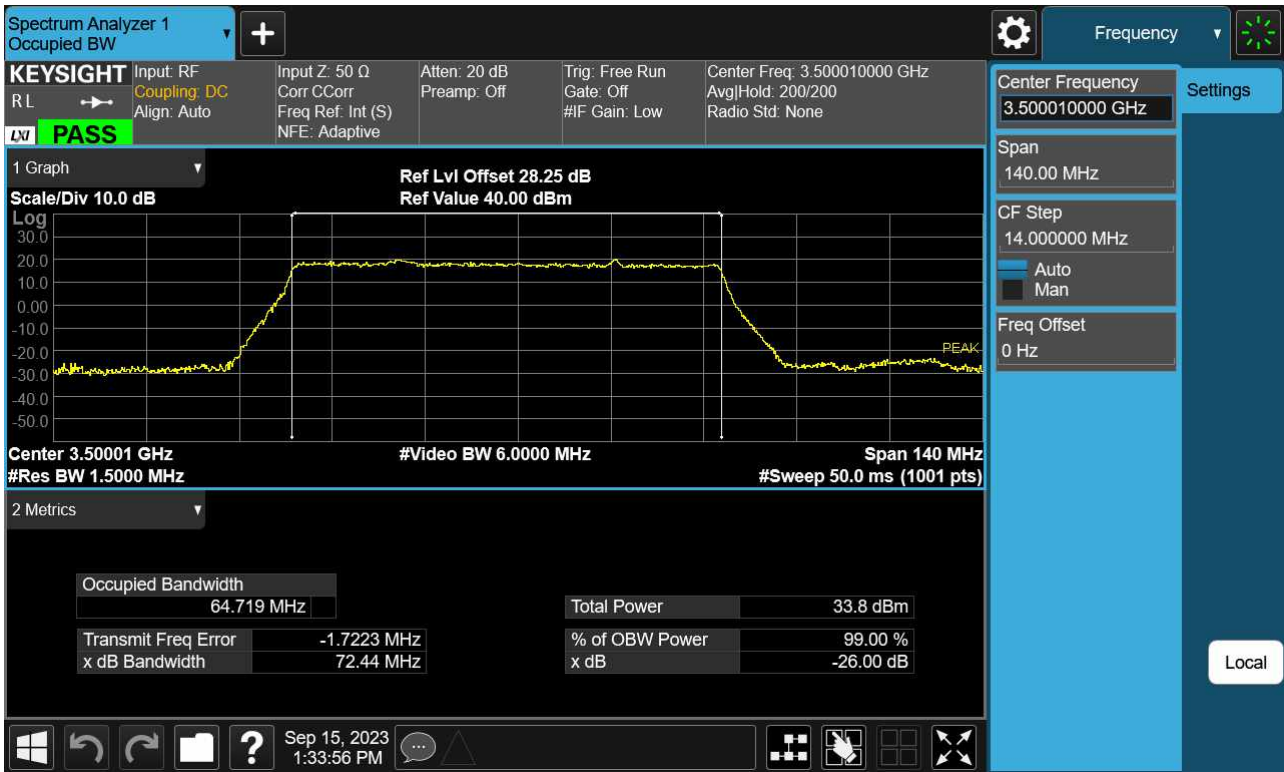 Spectrum Analyzer 1
Occupied BW
+
Frequency
KEYSIGHT
RL
LXI
PASS
Input: RF
Coupling: DC
Align: Auto
Input Z: 50 Ω
Corr CCorr
Freq Ref: Int (S)
NFE: Adaptive
Atten: 20 dB
Preamp: Off
Trig: Free Run
Gate: Off
#IF Gain: Low
Center Freq: 3.500010000 GHz
Avg|Hold: 200/200
Radio Std: None
1 Graph
Scale/Div 10.0 dB
Ref Lvl Offset 28.25 dB
Ref Value 40.00 dBm
Log
30.0
20.0
10.0
0.00
-10.0
-20.0
-30.0
-40.0
-50.0
PEAK
Center 3.50001 GHz
#Video BW 6.0000 MHz
Span 140 MHz
#Res BW 1.5000 MHz
#Sweep 50.0 ms (1001 pts)
2 Metrics
Occupied Bandwidth
64.719 MHz
Transmit Freq Error -1.7223 MHz
x dB Bandwidth 72.44 MHz
Total Power 33.8 dBm
% of OBW Power 99.00 %
x dB -26.00 dB
Center Frequency
3.500010000 GHz
Span
140.00 MHz
CF Step
14.000000 MHz
Auto
Man
Freq Offset
0 Hz
Settings
Local
?
Sep 15, 2023
1:33:56 PM